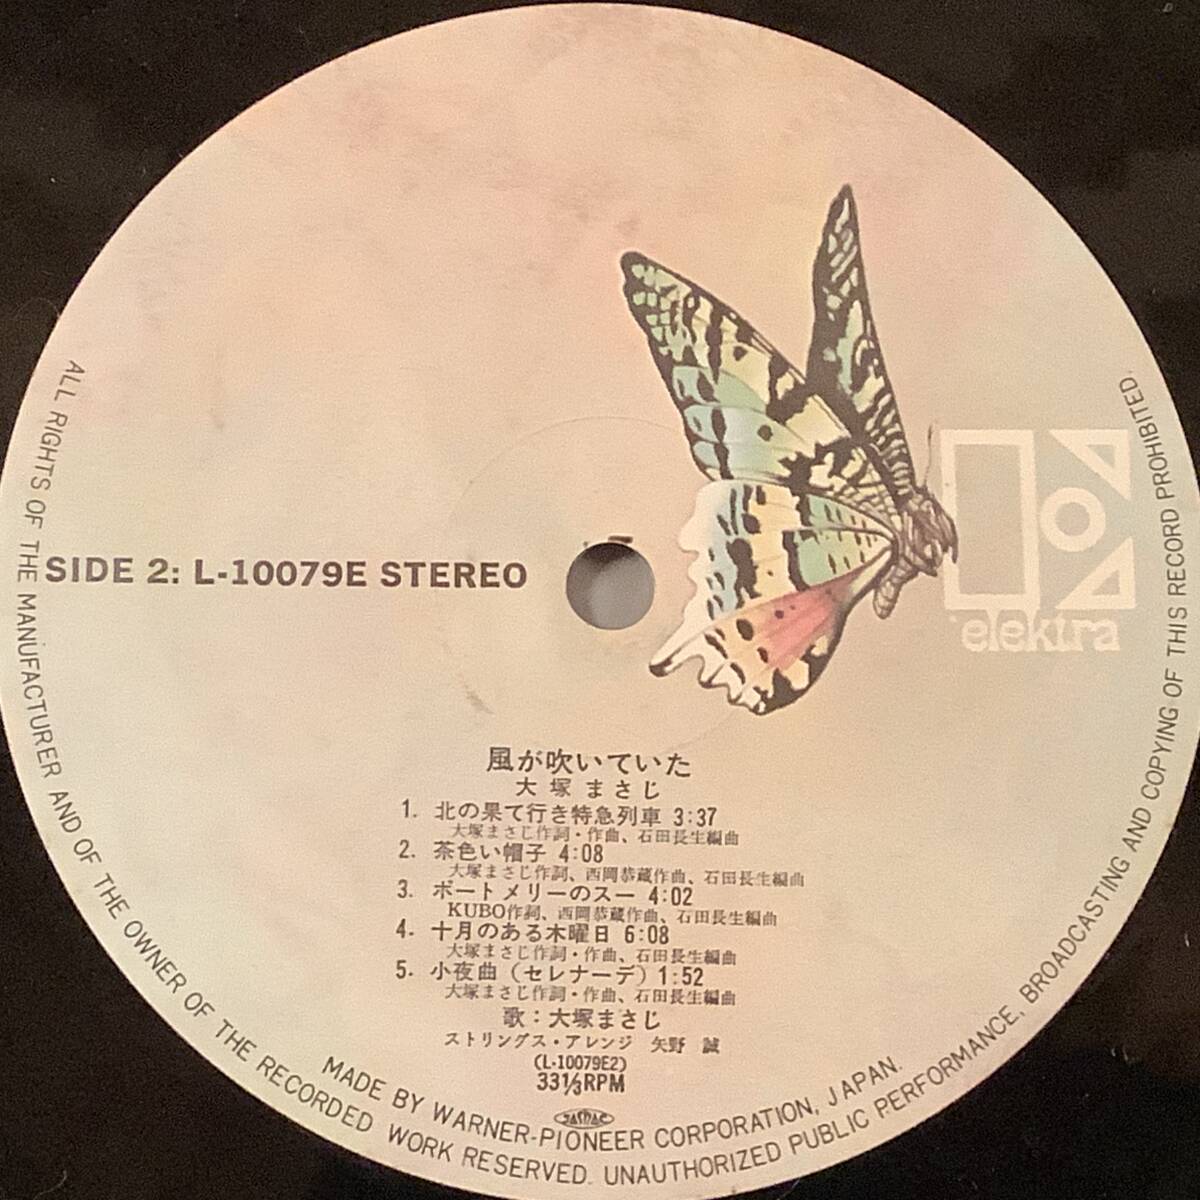 SIDE 2: L-10079E STEREO
elektra
風が吹いていた
大塚まさじ
1. 北の果て行き特急列車 3:37
大塚まさじ作詞・作曲、石田長生編曲
2. 茶色い帽子 4:08
大塚まさじ作詞、西岡恭蔵作曲、石田長生編曲
3. ポートメリーのスー 4:02
KUBO作詞、西岡恭蔵作曲、石田長生編曲
4. 十月のある木曜日 6:08
大塚まさじ作詞・作曲、石田長生編曲
5. 小夜曲（セレナーデ）1:52
大塚まさじ作詞・作曲、石田長生編曲
歌：大塚まさじ
ストリングス・アレンジ 矢野 誠
(L-10079E2)
33 1/3 RPM
JASRAC
MADE BY WARNER-PIONEER CORPORATION, JAPAN.
ALL RIGHTS OF THE MANUFACTURER AND OF THE OWNER OF THE RECORDED WORK RESERVED. UNAUTHORIZED PUBLIC PERFORMANCE, BROADCASTING AND COPYING OF THIS RECORD PROHIBITED.